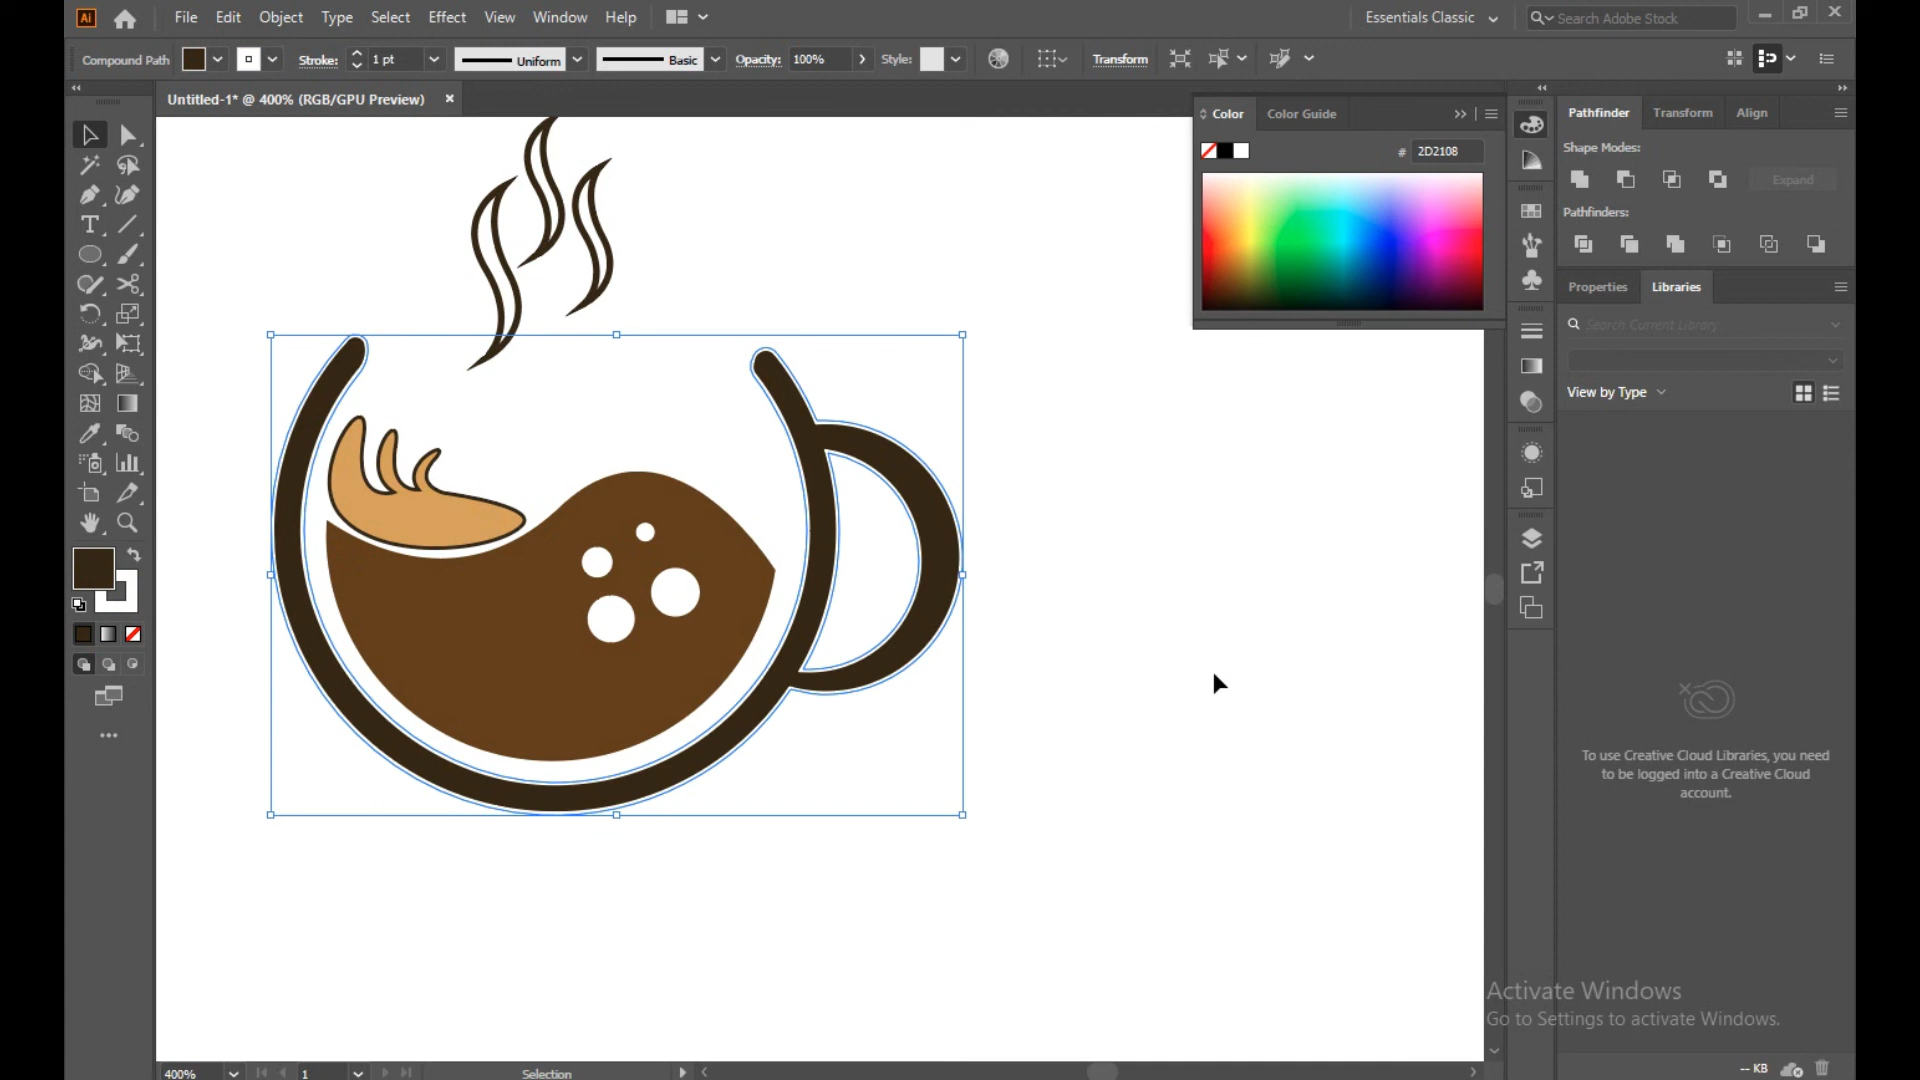 Ai File Edit Object Type Select Effect View Window Help Essentials Classic Search Adobe Stock
Compound Path Stroke: 1 pt Uniform Basic Opacity: 100% Style: Transform
Untitled-1* @ 400% (RGB/GPU Preview)
Color Color Guide
# 2D2108
Pathfinder Transform Align
Shape Modes:
Expand
Pathfinders:
Properties Libraries
Search Current Library
View by Type
To use Creative Cloud Libraries, you need
to be logged into a Creative Cloud
account.
Activate Windows
Go to Settings to activate Windows.
400% 1 Selection -- KB